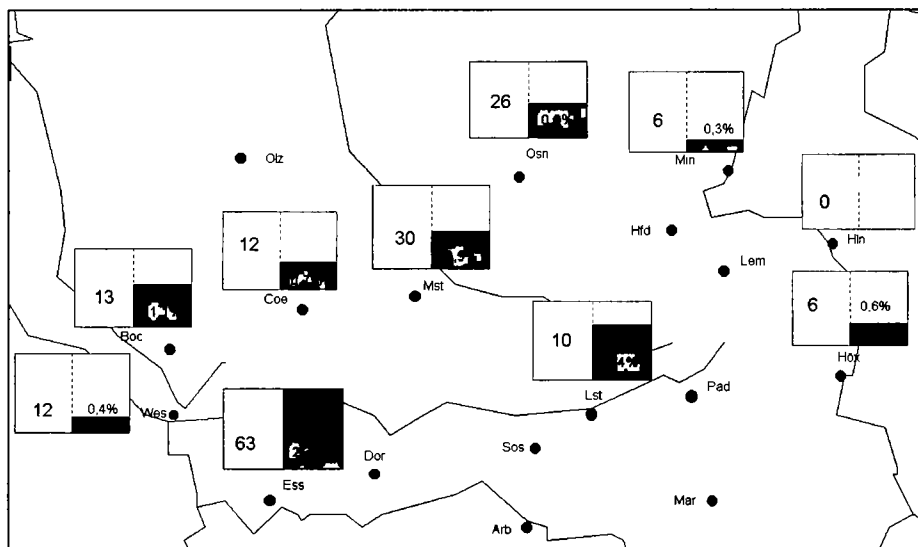 26
Osn
6 0,3%
Min
Olz
0
Hln
Hfd
12
Coe
30
Mst
Lem
13
Boc
6 0,6%
Hox
10
Lst
Pad
12 0,4%
Wes
63
Ess
Dor
Sos
Mar
Arb